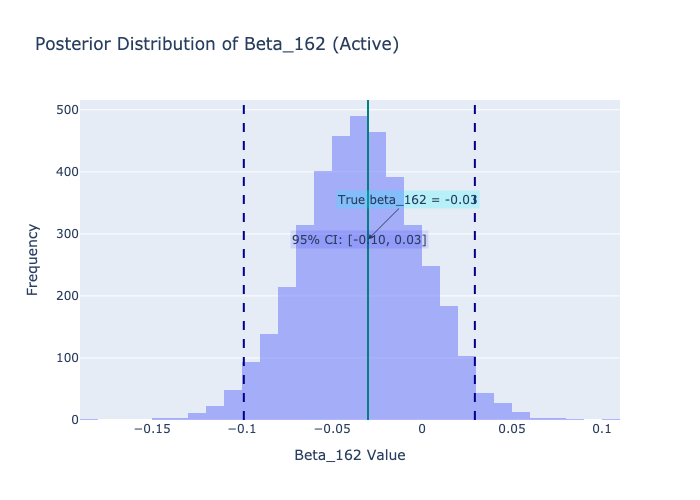 Posterior Distribution of Beta_162 (Active)
500
400
300
200
100
0
Frequency
True beta_162 = -0.03
95% CI: [-0.10, 0.03]
−0.15
−0.1
−0.05
0
0.05
0.1
Beta_162 Value